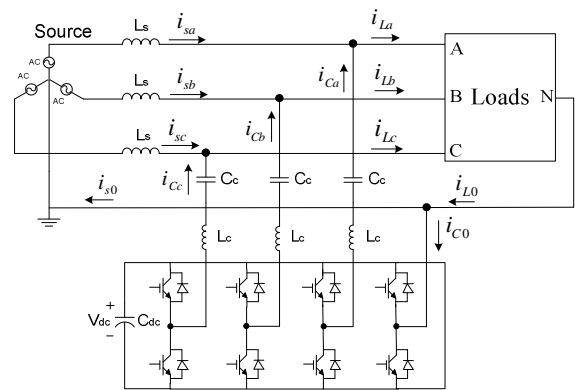 Source
AC
AC
AC
Ls
isa
iLa
A
Ls
isb
iCa
iLb
B
Loads
N
Ls
isc
iCb
iLc
C
is0
iCc
Cc
Cc
Cc
iL0
iC0
Lc
Lc
Lc
+
Vdc
Cdc
−